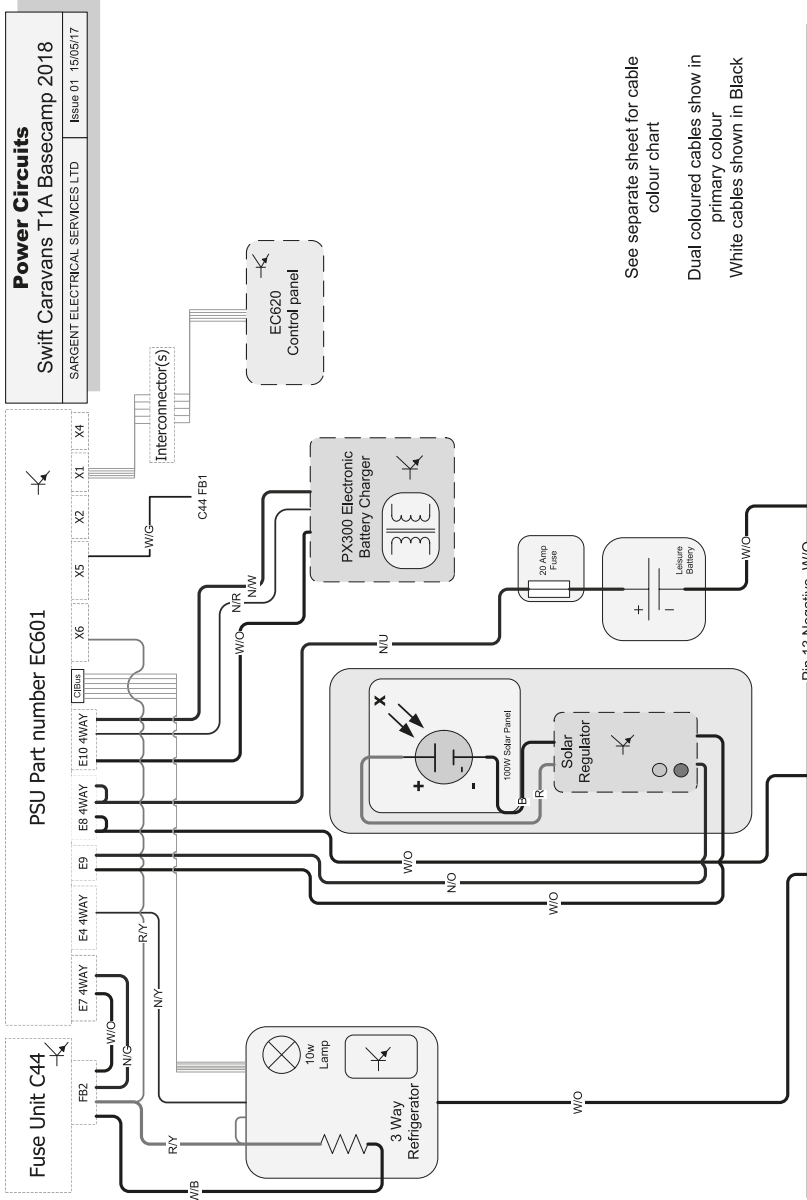 Power Circuits
Swift Caravans T1A Basecamp 2018
SARGENT ELECTRICAL SERVICES LTD
Issue 01 15/05/17
Fuse Unit C44
FB2
PSU Part number EC601
E7 4WAY
E4 4WAY
E9
E8 4WAY
E10 4WAY
CIBus
X6
X5
X2
X1
X4
Interconnector(s)
EC620
Control panel
W/G
C44 FB1
PX300 Electronic
Battery Charger
N/W
N/R
W/O
N/U
20 Amp
Fuse
+
-
Leisure
Battery
W/O
x
+
-
-
100W Solar Panel
Solar
Regulator
B
R
W/O
N/O
W/O
R/Y
N/Y
W/O
N/G
10w
Lamp
3 Way
Refrigerator
R/Y
W/O
See separate sheet for cable
colour chart
Dual coloured cables show in
primary colour
White cables shown in Black